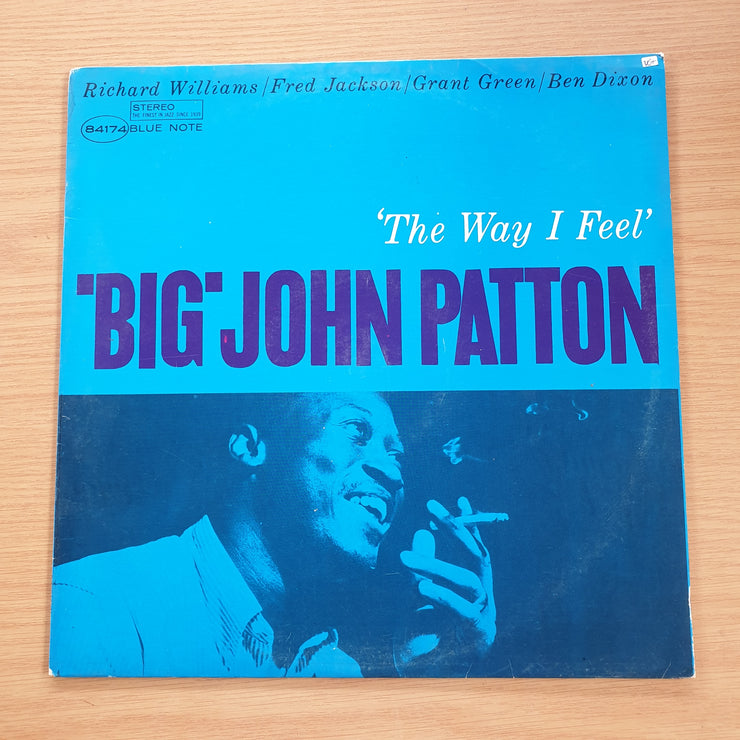 Richard Williams/Fred Jackson/Grant Green/Ben Dixon
STEREO
THE FINEST IN JAZZ SINCE 1939
84174 BLUE NOTE
‘The Way I Feel’
"BIG" JOHN PATTON